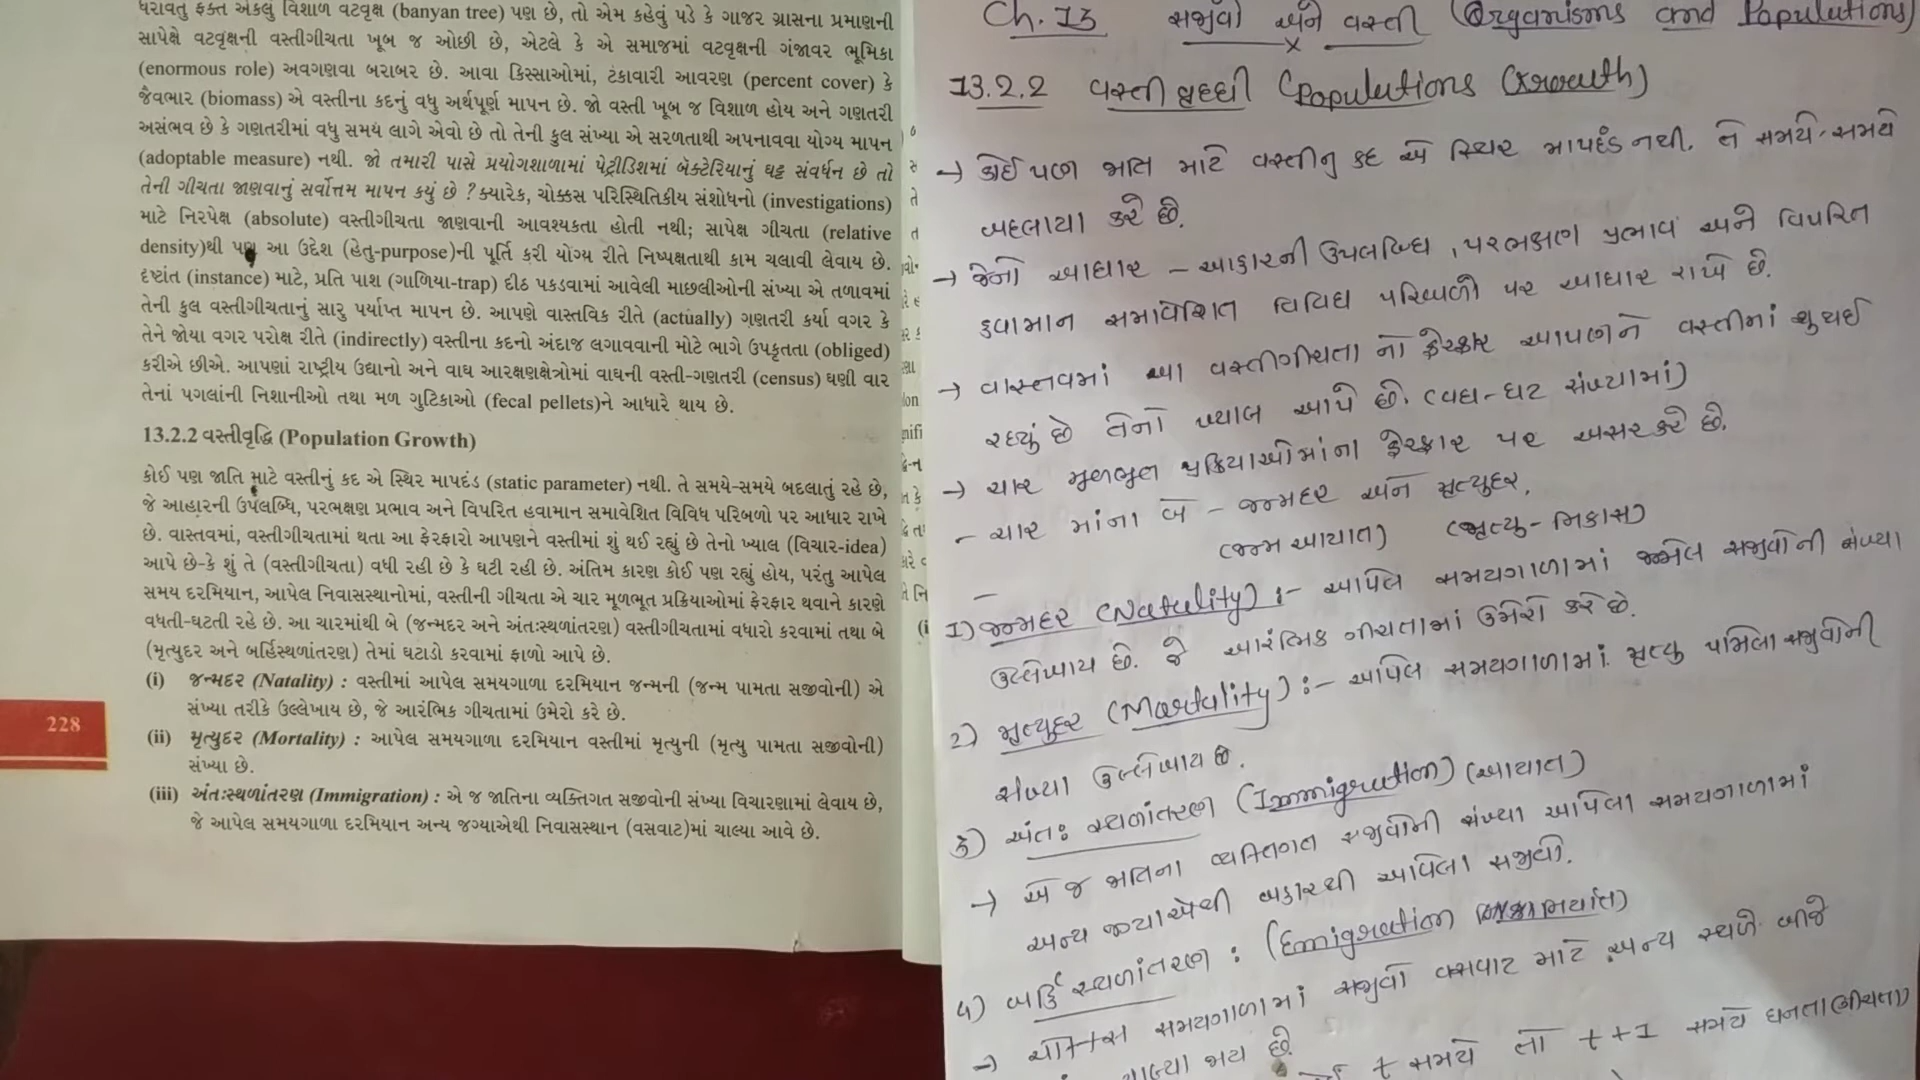 ધરાવતુ ફક્ત એકલું વિશાળ વટવૃક્ષ (banyan tree) પણ છે, તો એમ કહેવું પડે કે ગાજર ગ્રાસના પ્રમાણની
સાપેક્ષે વટવૃક્ષની વસ્તીગીચતા ખૂબ જ ઓછી છે, એટલે કે એ સમાજમાં વટવૃક્ષની ગંજાવર ભૂમિકા
(enormous role) અવગણવા બરાબર છે. આવા કિસ્સાઓમાં, ટંકાવારી આવરણ (percent cover) કે
જૈવભાર (biomass) એ વસ્તીના કદનું વધુ અર્થપૂર્ણ માપન છે. જો વસ્તી ખૂબ જ વિશાળ હોય અને ગણતરી
અસંભવ છે કે ગણતરીમાં વધુ સમય લાગે એવો છે તો તેની કુલ સંખ્યા એ સરળતાથી અપનાવવા યોગ્ય માપન
(adoptable measure) નથી. જો તમારી પાસે પ્રયોગશાળામાં પેટ્રીડિશમાં બૅક્ટેરિયાનું ઘટ્ટ સંવર્ધન છે તો
તેની ગીચતા જાણવાનું સર્વોત્તમ માપન કયું છે ? ક્યારેક, ચોક્કસ પરિસ્થિતિકીય સંશોધનો (investigations)
માટે નિરપેક્ષ (absolute) વસ્તીગીચતા જાણવાની આવશ્યકતા હોતી નથી; સાપેક્ષ ગીચતા (relative
density)થી પણ આ ઉદેશ (હેતુ-purpose)ની પૂર્તિ કરી યોગ્ય રીતે નિષ્પક્ષતાથી કામ ચલાવી લેવાય છે.
દૃષ્ટાંત (instance) માટે, પ્રતિ પાશ (ગાળિયા-trap) દીઠ પકડવામાં આવેલી માછલીઓની સંખ્યા એ તળાવમાં
તેની કુલ વસ્તીગીચતાનું સારુ પર્યાપ્ત માપન છે. આપણે વાસ્તવિક રીતે (actually) ગણતરી કર્યા વગર કે
તેને જોયા વગર પરોક્ષ રીતે (indirectly) વસ્તીના કદનો અંદાજ લગાવવાની મોટે ભાગે ઉપકૃતતા (obliged)
કરીએ છીએ. આપણાં રાષ્ટ્રીય ઉદ્યાનો અને વાઘ આરક્ષણક્ષેત્રોમાં વાઘની વસ્તી-ગણતરી (census) ઘણી વાર
તેનાં પગલાંની નિશાનીઓ તથા મળ ગુટિકાઓ (fecal pellets)ને આધારે થાય છે.
13.2.2 વસ્તીવૃદ્ધિ (Population Growth)
કોઈ પણ જાતિ માટે વસ્તીનું કદ એ સ્થિર માપદંડ (static parameter) નથી. તે સમયે-સમયે બદલાતું રહે છે,
જે આહારની ઉપલબ્ધિ, પરભક્ષણ પ્રભાવ અને વિપરિત હવામાન સમાવેશિત વિવિધ પરિબળો પર આધાર રાખે
છે. વાસ્તવમાં, વસ્તીગીચતામાં થતા આ ફેરફારો આપણને વસ્તીમાં શું થઈ રહ્યું છે તેનો ખ્યાલ (વિચાર-idea)
આપે છે-કે શું તે (વસ્તીગીચતા) વધી રહી છે કે ઘટી રહી છે. અંતિમ કારણ કોઈ પણ રહ્યું હોય, પરંતુ આપેલ
સમય દરમિયાન, આપેલ નિવાસસ્થાનોમાં, વસ્તીની ગીચતા એ ચાર મૂળભૂત પ્રક્રિયાઓમાં ફેરફાર થવાને કારણે
વધતી-ઘટતી રહે છે. આ ચારમાંથી બે (જન્મદર અને અંતઃસ્થળાંતરણ) વસ્તીગીચતામાં વધારો કરવામાં તથા બે
(મૃત્યુદર અને બર્હિસ્થળાંતરણ) તેમાં ઘટાડો કરવામાં ફાળો આપે છે.
(i) જન્મદર (Natality) : વસ્તીમાં આપેલ સમયગાળા દરમિયાન જન્મની (જન્મ પામતા સજીવોની) એ
સંખ્યા તરીકે ઉલ્લેખાય છે, જે આરંભિક ગીચતામાં ઉમેરો કરે છે.
(ii) મૃત્યુદર (Mortality) : આપેલ સમયગાળા દરમિયાન વસ્તીમાં મૃત્યુની (મૃત્યુ પામતા સજીવોની)
સંખ્યા છે.
(iii) અંતઃસ્થળાંતરણ (Immigration) : એ જ જાતિના વ્યક્તિગત સજીવોની સંખ્યા વિચારણામાં લેવાય છે,
જે આપેલ સમયગાળા દરમિયાન અન્ય જગ્યાએથી નિવાસસ્થાન (વસવાટ)માં ચાલ્યા આવે છે.
228
Ch. 13 સજીવો અને વસ્તી (Organisms and Populations)
13.2.2 વસ્તી વૃધ્ધી (Populations Growth)
→ કોઈ પણ જાતિ માટે વસ્તીનુ કદ એ સ્થિર માપદંડ નથી. તે સમયે-સમયે
બદલાયા કરે છે.
→ જેનો આધાર - આહારની ઉપલબ્ધિ, પરભક્ષણ પ્રભાવ અને વિપરિત
હવામાન સમાવેશિત વિવિધ પરિબળો પર આધાર રાખે છે.
→ વાસ્તવમાં આ વસ્તીગીચતા નો ફેરફાર આપણને વસ્તીમાં શુ થઈ
રહ્યું છે તેનો ખ્યાલ આપે છે. (વધ-ઘટ સંખ્યામાં)
→ ચાર મૂળભૂત પ્રક્રિયાઓમાંના ફેરફાર પર અસર કરે છે.
- ચાર માંના બે - જન્મદર અને મૃત્યુદર.
(જન્મ આયાત) (મૃત્યુ-નિકાસ)
1) જન્મદર (Natality) :- આપેલ સમયગાળામાં જન્મેલ સજીવોની સંખ્યા
ઉલ્લેખાય છે. જે આરંભિક ગીચતામાં ઉમેરો કરે છે.
2) મૃત્યુદર (Mortality) :- આપેલ સમયગાળામાં મૃત્યુ પામેલા સજીવોની
સંખ્યા ઉલ્લેખાય છે.
3) અંતઃ સ્થળાંતરણ (Immigration) (આયાત)
→ એ જ જાતિના વ્યક્તિગત સજીવોની સંખ્યા આપેલા સમયગાળામાં
અન્ય જગ્યાએથી બહારથી આવેલા સજીવો.
4) બર્હિ સ્થળાંતરણ : (Emigration
→ ચોક્કસ સમયગાળામાં સજીવો વસવાટ માટે અન્ય સ્થળે બીજે
ચાલ્યા જાય છે.
t સમયે તો t+1 સમયે ઘનતા (ગીચતા)